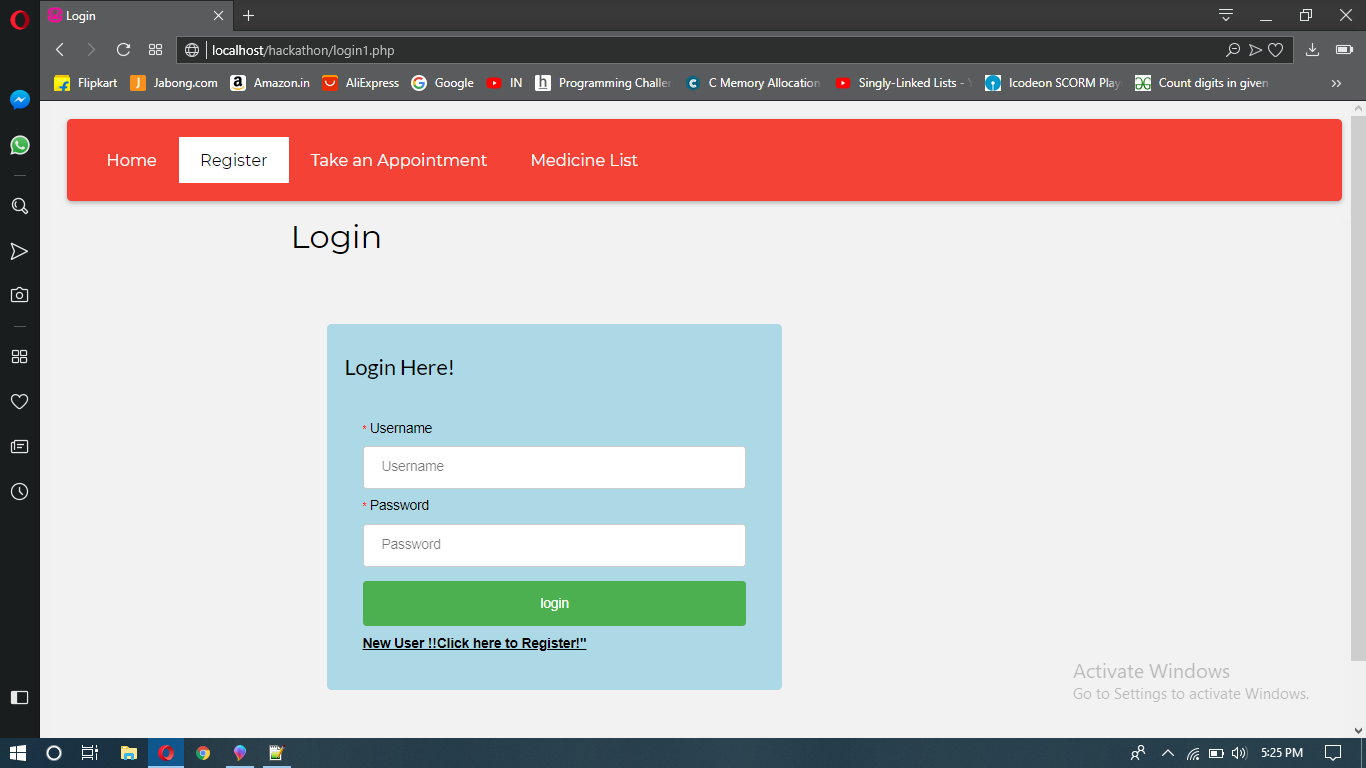 Login
localhost/hackathon/login1.php
Flipkart Jabong.com Amazon.in AliExpress Google IN Programming Challen C Memory Allocation Singly-Linked Lists - Icodeon SCORM Play Count digits in given
Home Register Take an Appointment Medicine List
Login
Login Here!
* Username
Username
* Password
Password
login
New User !!Click here to Register!"
Activate Windows
Go to Settings to activate Windows.
5:25 PM